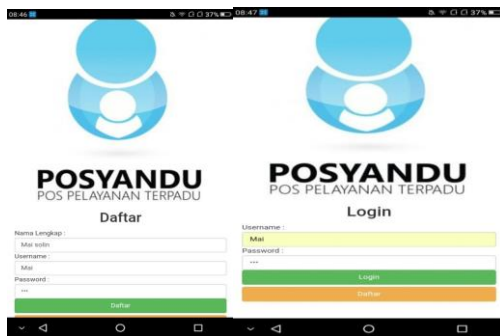 08:46
37%
POSYANDU
POS PELAYANAN TERPADU
Daftar
Nama Lengkap :
Mai solin
Username :
Mai
Password :
Daftar
08:47
37%
POSYANDU
POS PELAYANAN TERPADU
Login
Username :
Mai
Password :
Login
Daftar